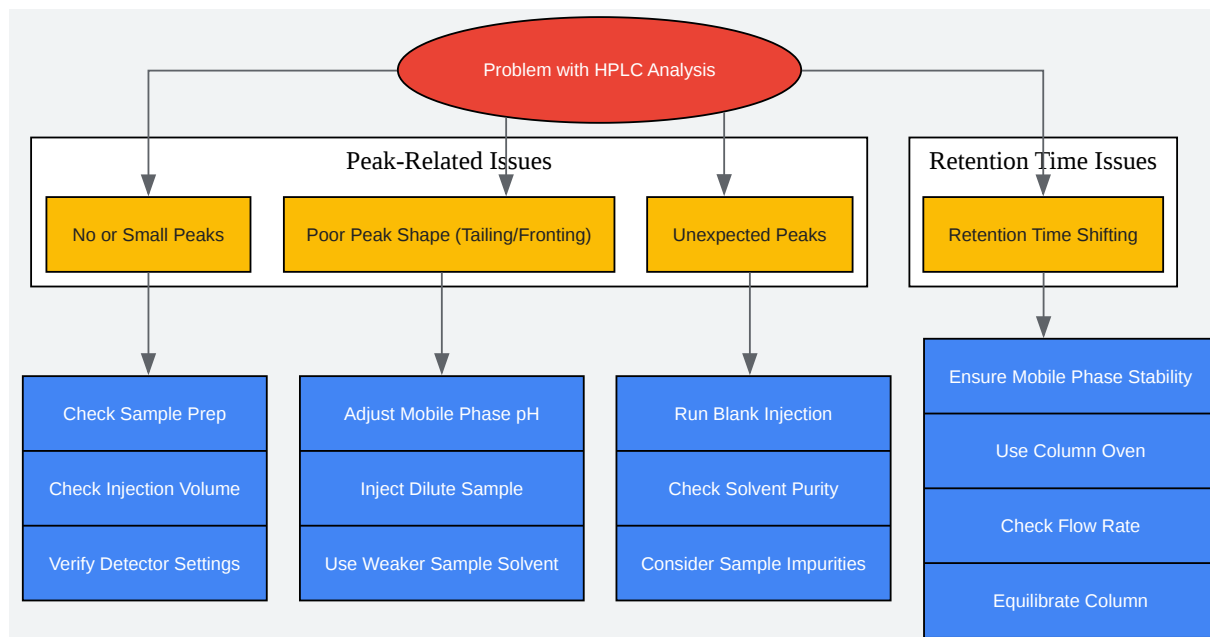 Problem with HPLC Analysis
Peak-Related Issues
Retention Time Issues
No or Small Peaks
Poor Peak Shape (Tailing/Fronting)
Unexpected Peaks
Retention Time Shifting
Check Sample Prep
Check Injection Volume
Verify Detector Settings
Adjust Mobile Phase pH
Inject Dilute Sample
Use Weaker Sample Solvent
Run Blank Injection
Check Solvent Purity
Consider Sample Impurities
Ensure Mobile Phase Stability
Use Column Oven
Check Flow Rate
Equilibrate Column